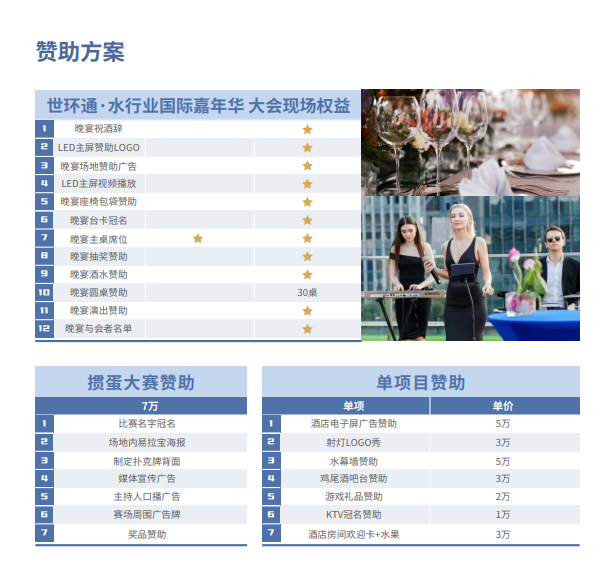 赞助方案
世环通·水行业国际嘉年华 大会现场权益
1 晚宴祝酒辞 ★
2 LED主屏赞助LOGO ★
3 晚宴场地赞助广告 ★
4 LED主屏视频播放 ★
5 晚宴座椅包袋赞助 ★
6 晚宴台卡冠名 ★
7 晚宴主桌席位 ★ ★
8 晚宴抽奖赞助 ★
9 晚宴酒水赞助 ★
10 晚宴圆桌赞助 30桌
11 晚宴演出赞助 ★
12 晚宴与会者名单 ★
掼蛋大赛赞助
7万
1 比赛名字冠名
2 场地内易拉宝海报
3 制定扑克牌背面
4 媒体宣传广告
5 主持人口播广告
6 赛场周围广告牌
7 奖品赞助
单项目赞助
单项 单价
1 酒店电子屏广告赞助 5万
2 射灯LOGO秀 3万
3 水幕墙赞助 5万
4 鸡尾酒吧台赞助 3万
5 游戏礼品赞助 2万
6 KTV冠名赞助 1万
7 酒店房间欢迎卡+水果 3万